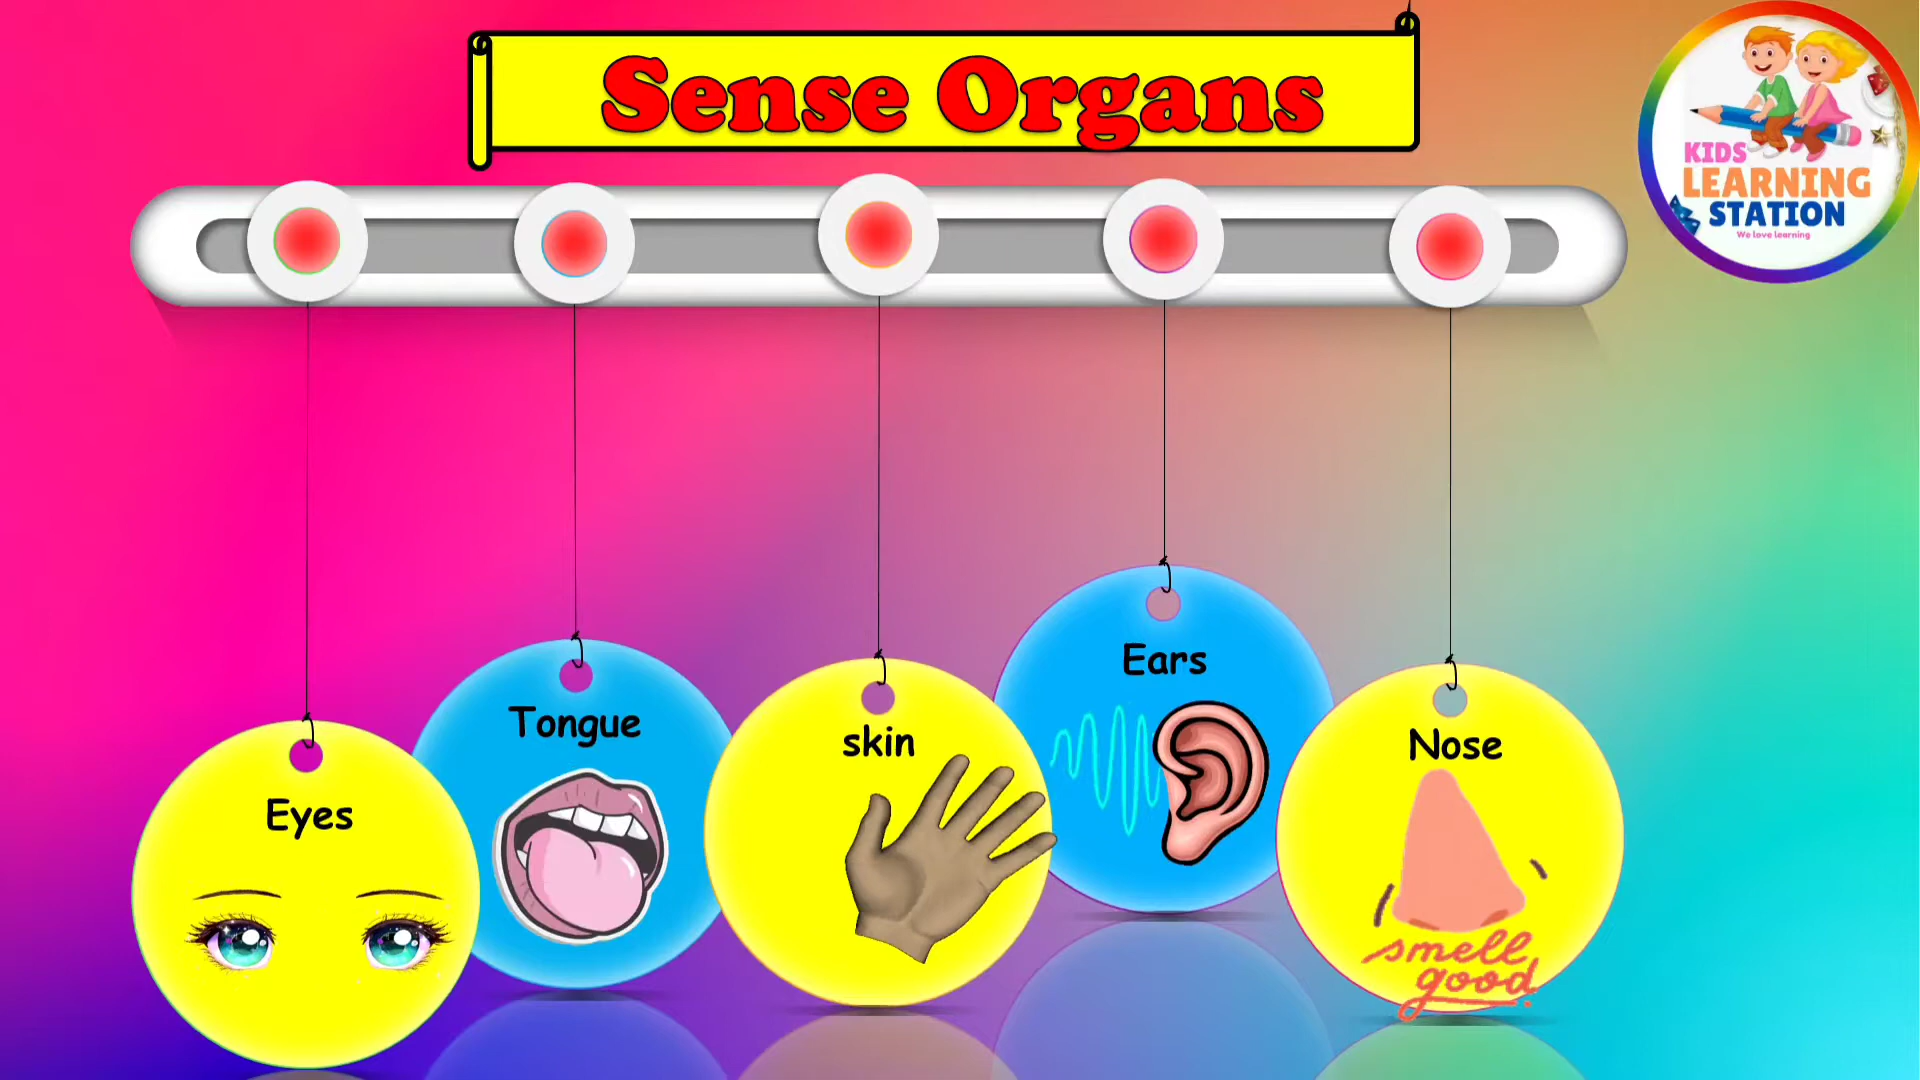 Sense Organs
KIDS
LEARNING
STATION
We love learning
Eyes
Tongue
skin
Ears
Nose
smell
good